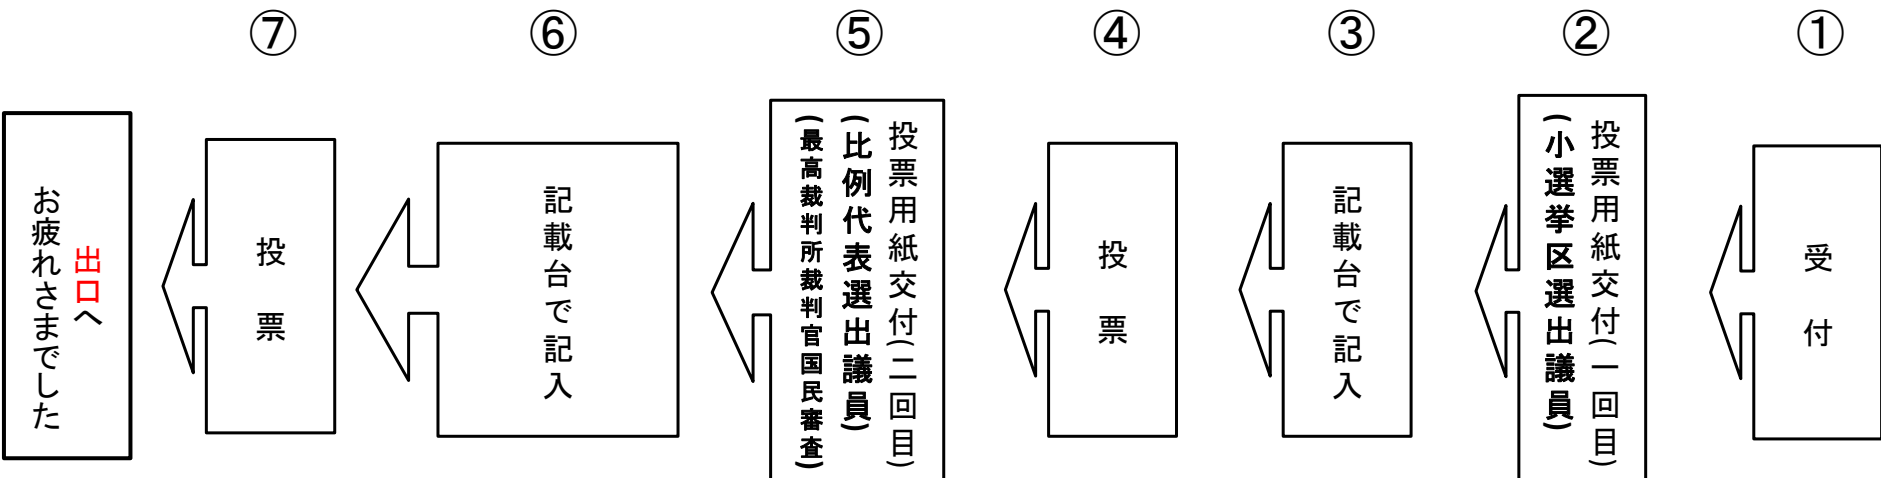 ①
受付
②
投票用紙交付(一回目)
(小選挙区選出議員)
③
記載台で記入
④
投票
⑤
投票用紙交付(二回目)
(比例代表選出議員)
(最高裁判所裁判官国民審査)
⑥
記載台で記入
⑦
投票
出口へ
お疲れさまでした